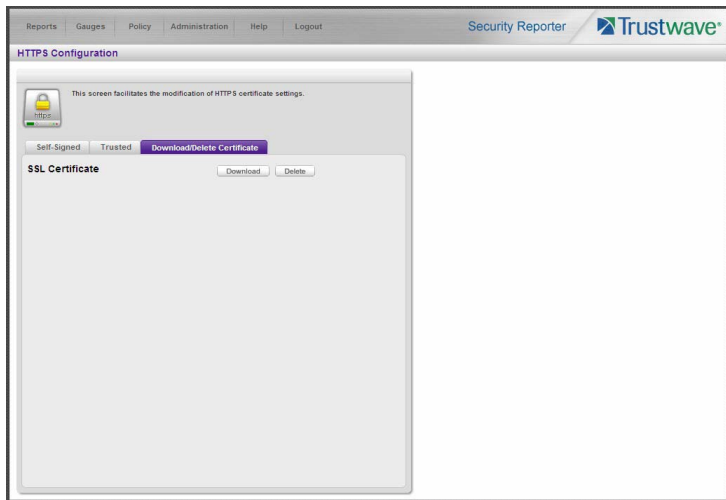 Reports Gauges Policy Administration Help Logout
Security Reporter
Trustwave®
HTTPS Configuration
This screen facilitates the modification of HTTPS certificate settings.
https
Self-Signed Trusted Download/Delete Certificate
SSL Certificate Download Delete